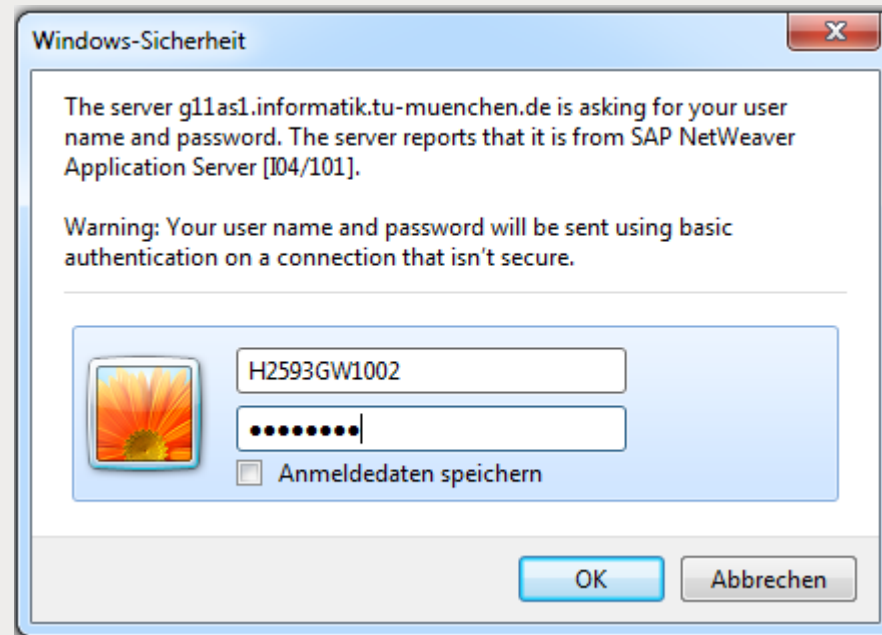 Windows-Sicherheit
The server g11as1.informatik.tu-muenchen.de is asking for your user
name and password. The server reports that it is from SAP NetWeaver
Application Server [I04/101].
Warning: Your user name and password will be sent using basic
authentication on a connection that isn't secure.
H2593GW1002
●●●●●●●●
Anmeldedaten speichern
OK
Abbrechen